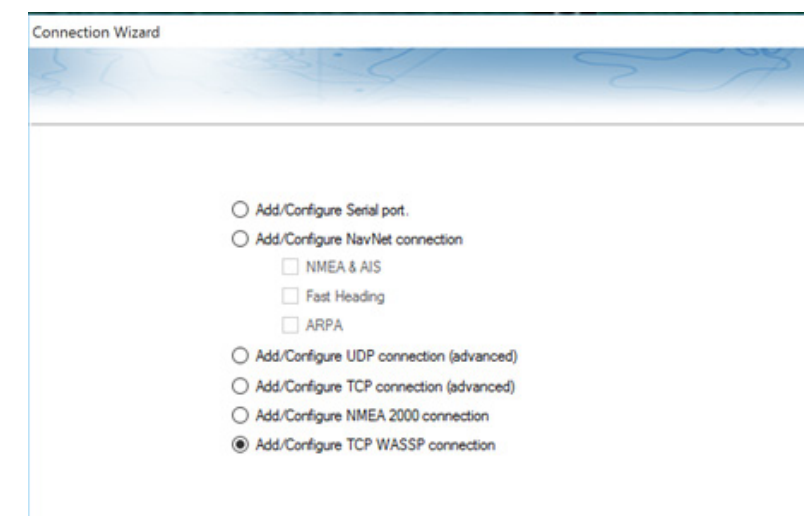 Connection Wizard
Add/Configure Serial port.
Add/Configure NavNet connection
NMEA & AIS
Fast Heading
ARPA
Add/Configure UDP connection (advanced)
Add/Configure TCP connection (advanced)
Add/Configure NMEA 2000 connection
Add/Configure TCP WASSP connection